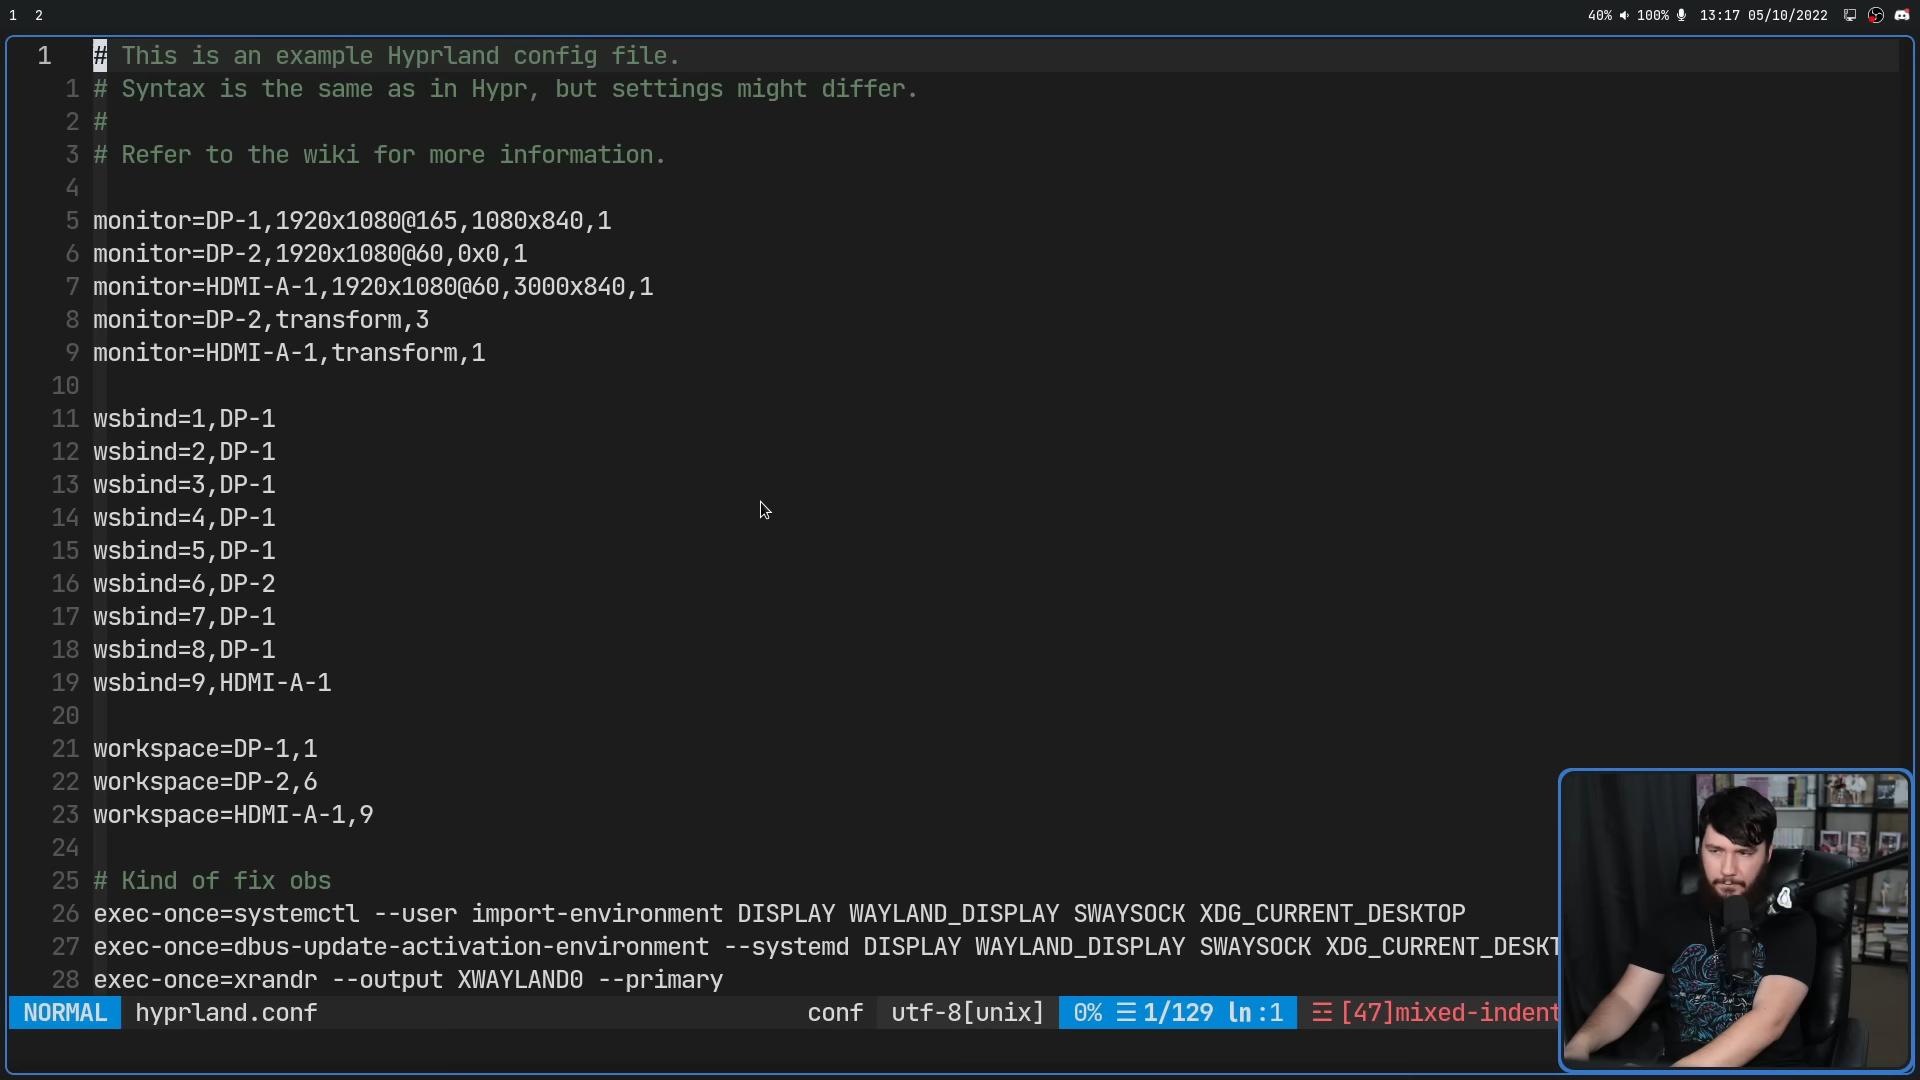 1 2 40% 100% 13:17 05/10/2022
1 # This is an example Hyprland config file.
1 # Syntax is the same as in Hypr, but settings might differ.
2 #
3 # Refer to the wiki for more information.
4
5 monitor=DP-1,1920x1080@165,1080x840,1
6 monitor=DP-2,1920x1080@60,0x0,1
7 monitor=HDMI-A-1,1920x1080@60,3000x840,1
8 monitor=DP-2,transform,3
9 monitor=HDMI-A-1,transform,1
10
11 wsbind=1,DP-1
12 wsbind=2,DP-1
13 wsbind=3,DP-1
14 wsbind=4,DP-1
15 wsbind=5,DP-1
16 wsbind=6,DP-2
17 wsbind=7,DP-1
18 wsbind=8,DP-1
19 wsbind=9,HDMI-A-1
20
21 workspace=DP-1,1
22 workspace=DP-2,6
23 workspace=HDMI-A-1,9
24
25 # Kind of fix obs
26 exec-once=systemctl --user import-environment DISPLAY WAYLAND_DISPLAY SWAYSOCK XDG_CURRENT_DESKTOP
27 exec-once=dbus-update-activation-environment --systemd DISPLAY WAYLAND_DISPLAY SWAYSOCK XDG_CURRENT_DESKT
28 exec-once=xrandr --output XWAYLAND0 --primary
NORMAL hyprland.conf conf utf-8[unix] 0% ☰ 1/129 ln :1 ☲ [47]mixed-indent